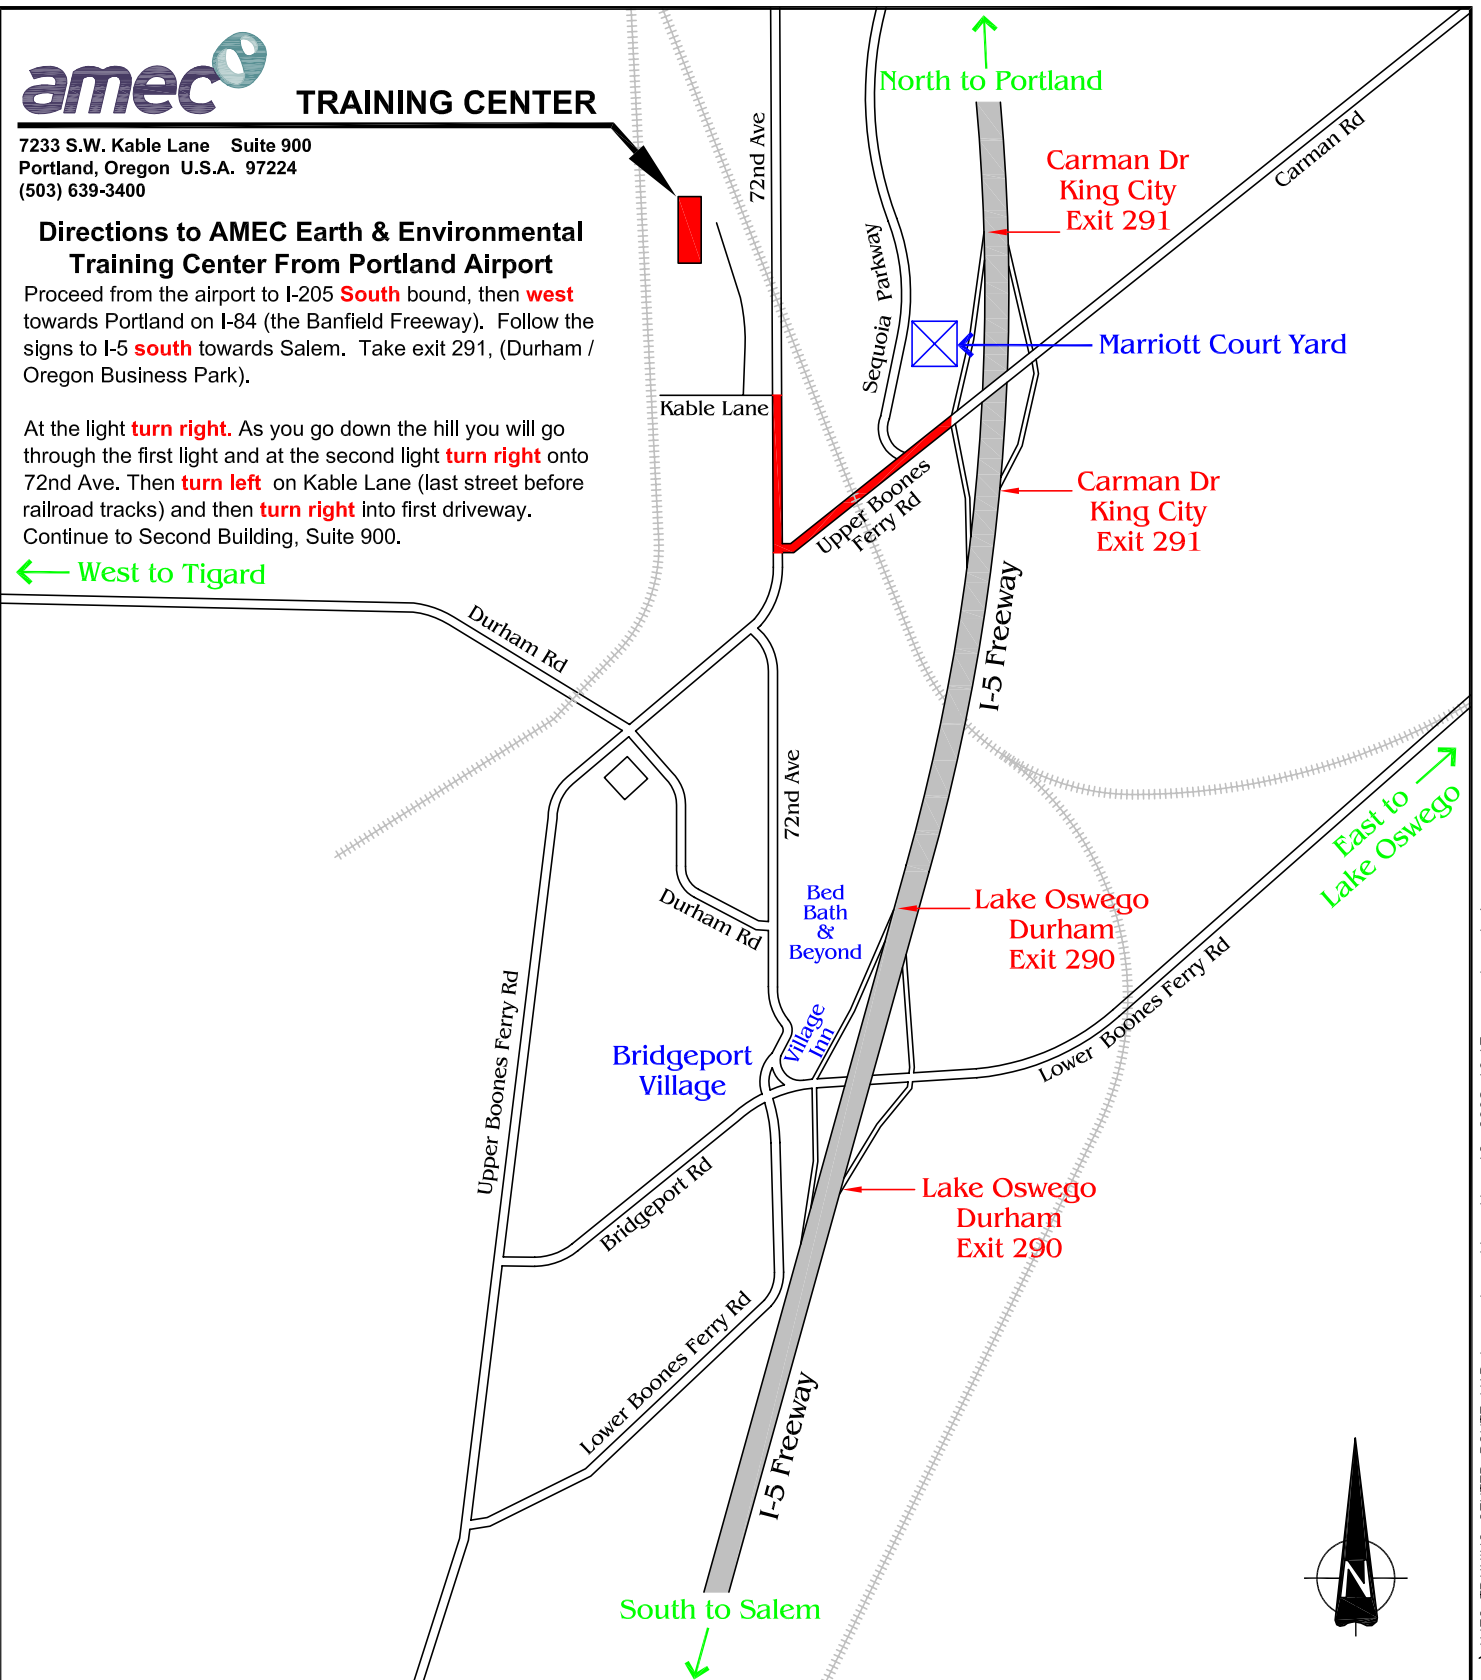 amec
TRAINING CENTER
7233 S.W. Kable Lane Suite 900
Portland, Oregon U.S.A. 97224
(503) 639-3400
Directions to AMEC Earth & Environmental
Training Center From Portland Airport
Proceed from the airport to I-205 South bound, then west
towards Portland on I-84 (the Banfield Freeway). Follow the
signs to I-5 south towards Salem. Take exit 291, (Durham /
Oregon Business Park).
At the light turn right. As you go down the hill you will go
through the first light and at the second light turn right onto
72nd Ave. Then turn left on Kable Lane (last street before
railroad tracks) and then turn right into first driveway.
Continue to Second Building, Suite 900.
West to Tigard
North to Portland
72nd Ave
Carman Rd
Carman Dr
King City
Exit 291
Sequoia Parkway
Marriott Court Yard
Kable Lane
Upper Boones
Ferry Rd
Carman Dr
King City
Exit 291
I-5 Freeway
Durham Rd
72nd Ave
East to
Lake Oswego
Durham Rd
Bed
Bath
&
Beyond
Lake Oswego
Durham
Exit 290
Upper Boones Ferry Rd
Village
Inn
Bridgeport
Village
Lower Boones Ferry Rd
Bridgeport Rd
Lake Oswego
Durham
Exit 290
Lower Boones Ferry Rd
I-5 Freeway
South to Salem
N